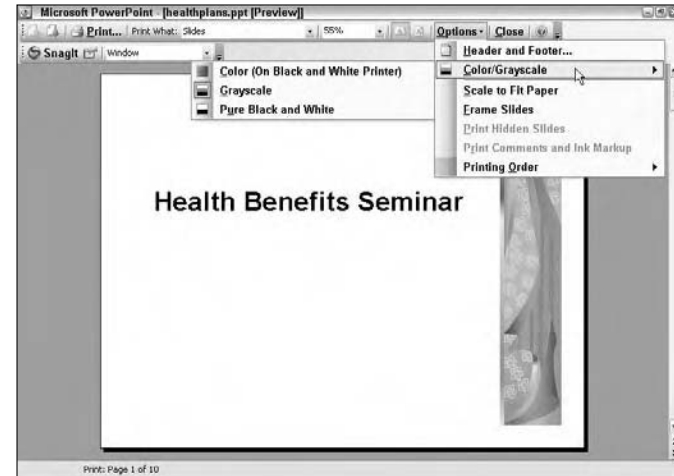 Microsoft PowerPoint - [healthplans.ppt [Preview]]
Print... Print What: Slides 55% Options Close
SnagIt Window
Header and Footer...
Color/Grayscale
Scale to Fit Paper
Frame Slides
Print Hidden Slides
Print Comments and Ink Markup
Printing Order
Color (On Black and White Printer)
Grayscale
Pure Black and White
Health Benefits Seminar
Print: Page 1 of 10